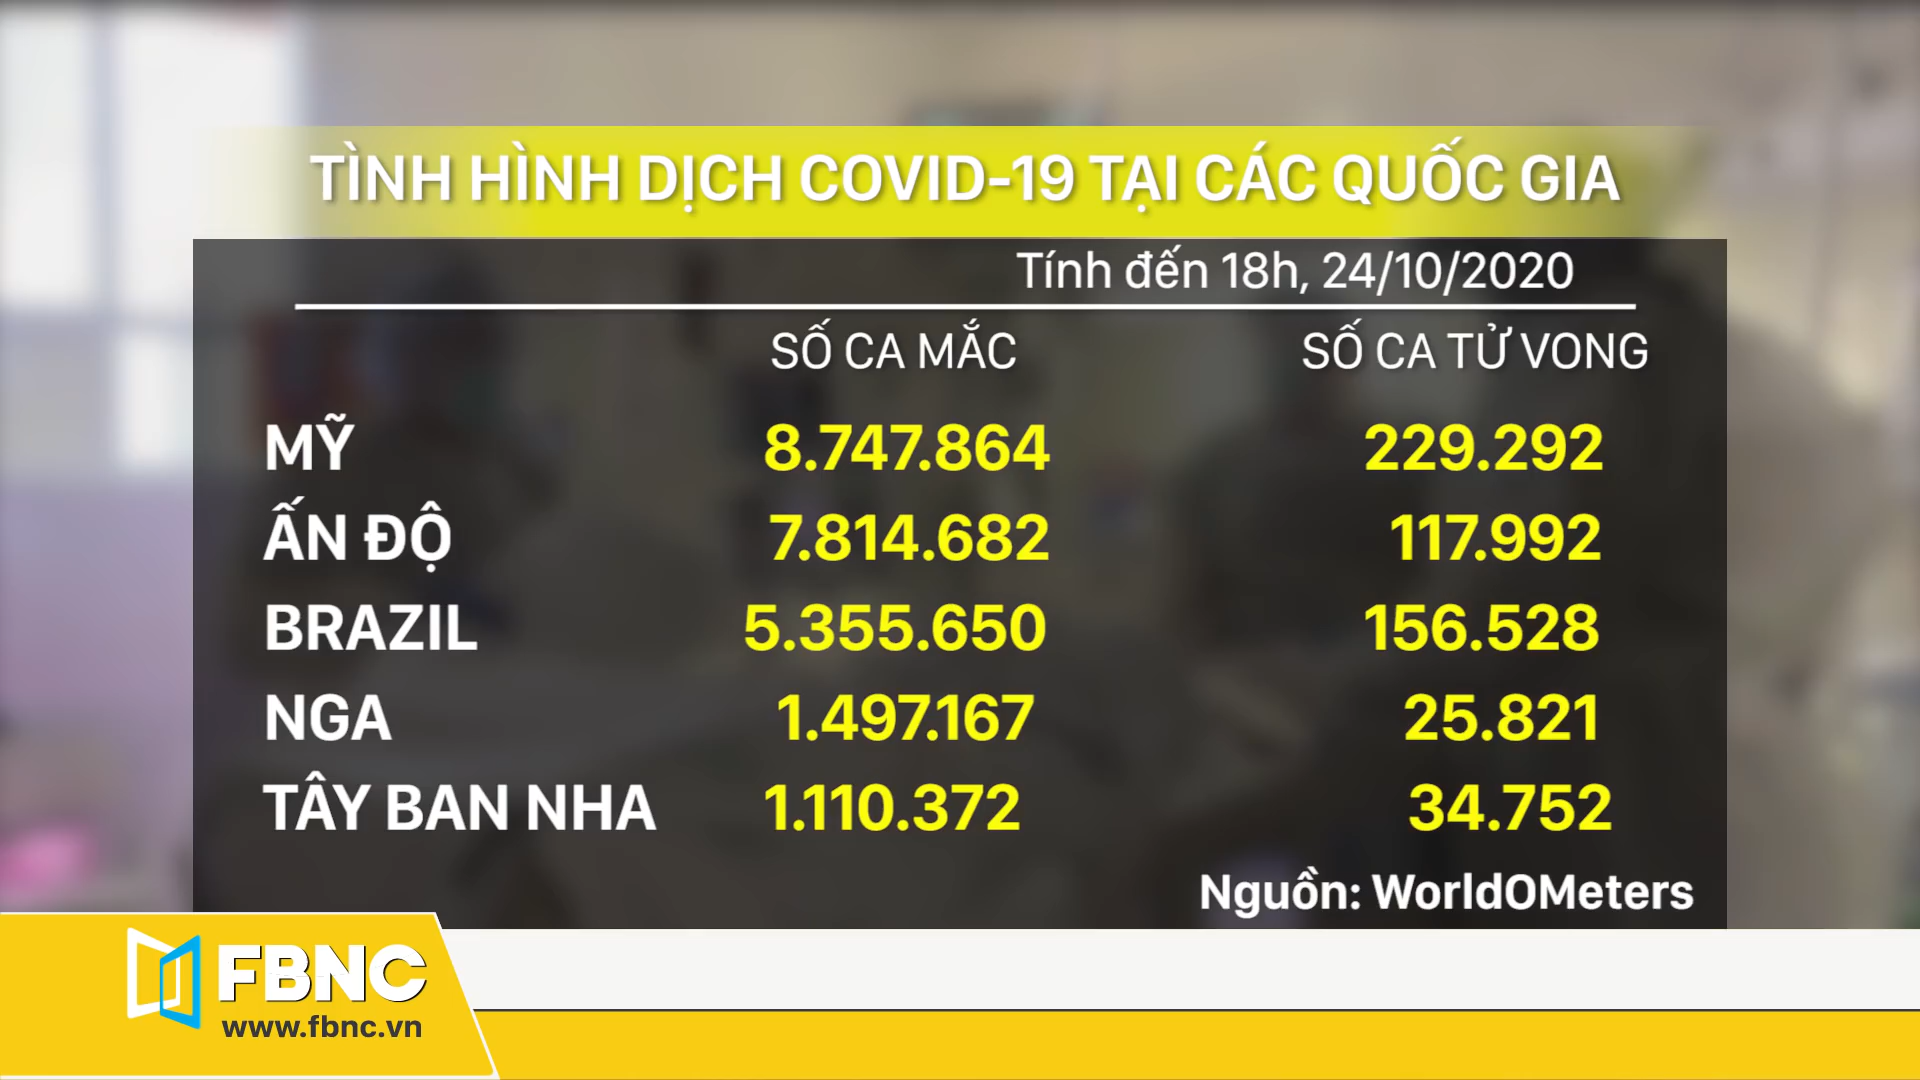 TÌNH HÌNH DỊCH COVID-19 TẠI CÁC QUỐC GIA
Tính đến 18h, 24/10/2020
SỐ CA MẮC SỐ CA TỬ VONG
MỸ 8.747.864 229.292
ẤN ĐỘ 7.814.682 117.992
BRAZIL 5.355.650 156.528
NGA 1.497.167 25.821
TÂY BAN NHA 1.110.372 34.752
Nguồn: WorldOMeters
FBNC
www.fbnc.vn